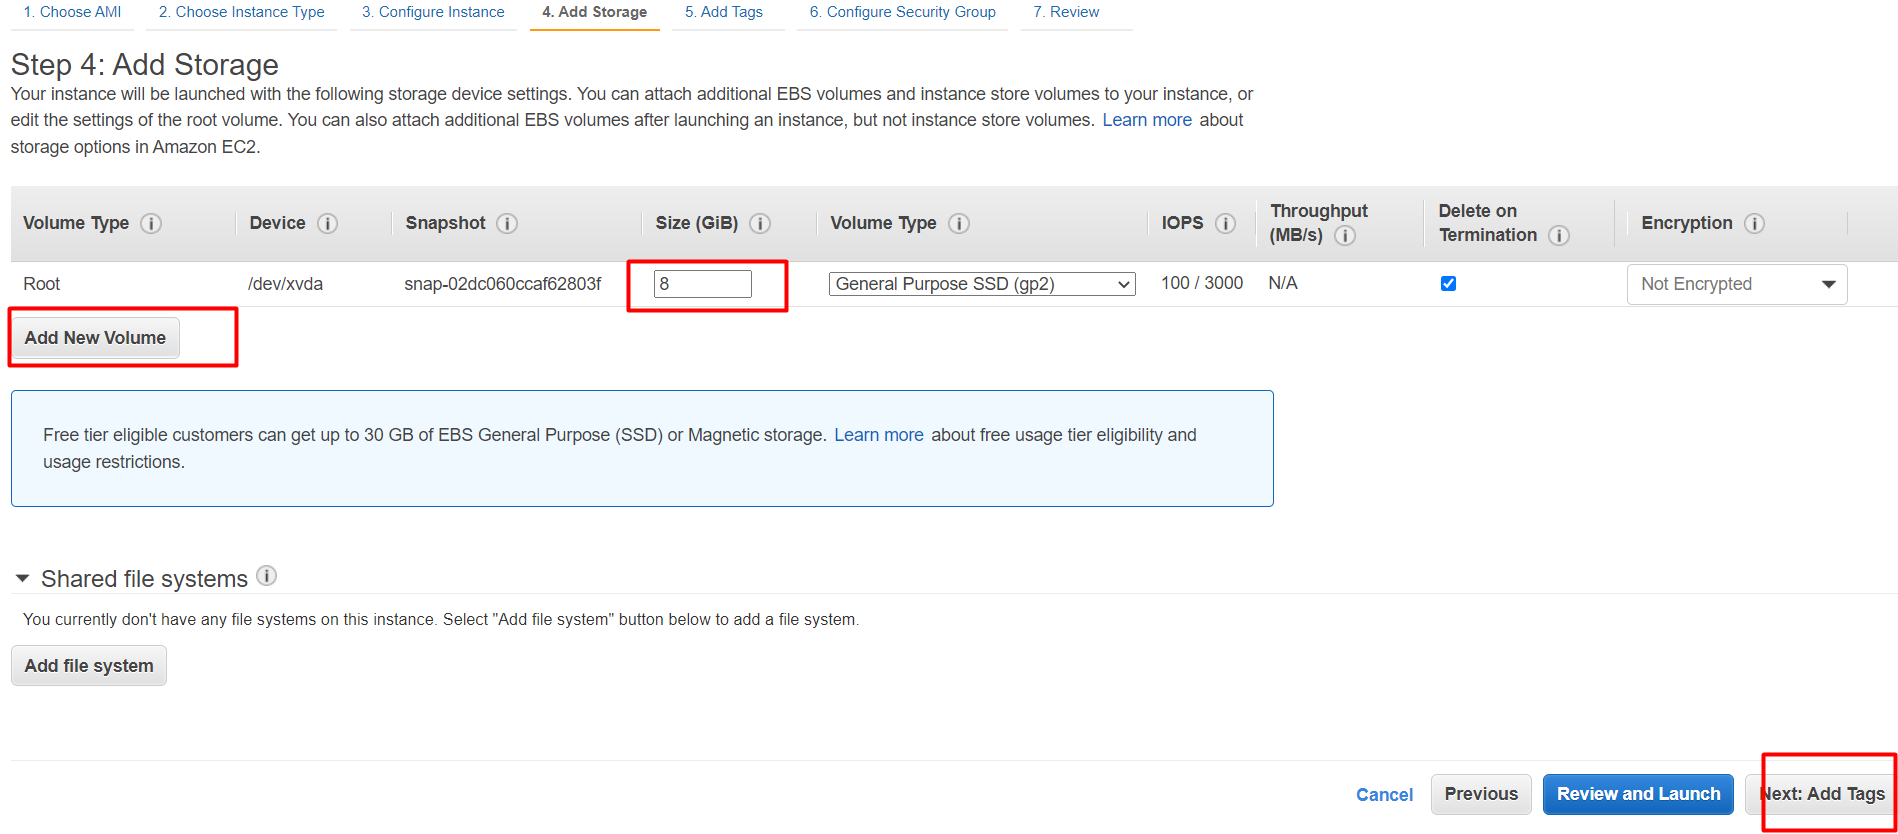 1. Choose AMI 2. Choose Instance Type 3. Configure Instance 4. Add Storage 5. Add Tags 6. Configure Security Group 7. Review
Step 4: Add Storage
Your instance will be launched with the following storage device settings. You can attach additional EBS volumes and instance store volumes to your instance, or
edit the settings of the root volume. You can also attach additional EBS volumes after launching an instance, but not instance store volumes. Learn more about
storage options in Amazon EC2.
Volume Type i Device i Snapshot i Size (GiB) i Volume Type i IOPS i Throughput (MB/s) i Delete on Termination i Encryption i
Root /dev/xvda snap-02dc060ccaf62803f 8 General Purpose SSD (gp2) 100 / 3000 N/A Not Encrypted
Add New Volume
Free tier eligible customers can get up to 30 GB of EBS General Purpose (SSD) or Magnetic storage. Learn more about free usage tier eligibility and
usage restrictions.
Shared file systems i
You currently don't have any file systems on this instance. Select "Add file system" button below to add a file system.
Add file system
Cancel Previous Review and Launch Next: Add Tags